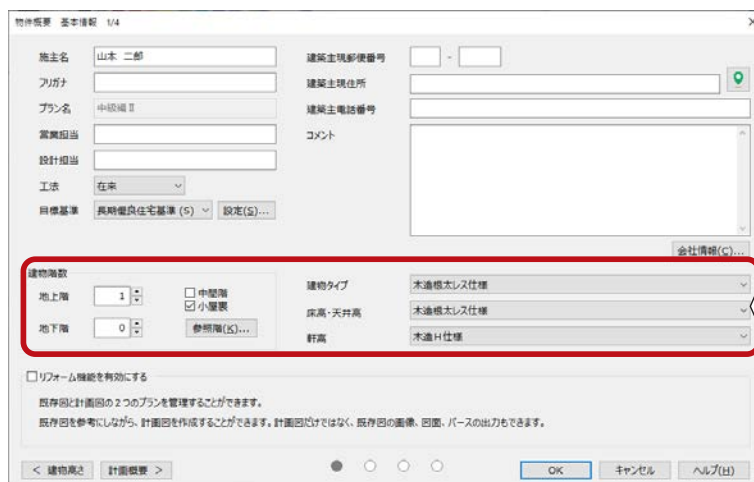 物件概要 基本情報 1/4
施主名 山本 二郎
フリガナ
プラン名 中級編Ⅱ
営業担当
設計担当
工法 在来
目標基準 長期優良住宅基準 (S) 設定(S)...
建築主現郵便番号 -
建築主現住所
建築主電話番号
コメント
会社情報(C)...
建物階数
地上階 1
中間階
小屋裏
地下階 0
参照階(K)...
建物タイプ 木造根太レス仕様
床高・天井高 木造根太レス仕様
軒高 木造H仕様
リフォーム機能を有効にする
既存図と計画図の2つのプランを管理することができます。
既存図を参考にしながら、計画図を作成することができます。計画図だけではなく、既存図の画像、図面、パースの出力もできます。
< 建物高さ 計画概要 > OK キャンセル ヘルプ(H)